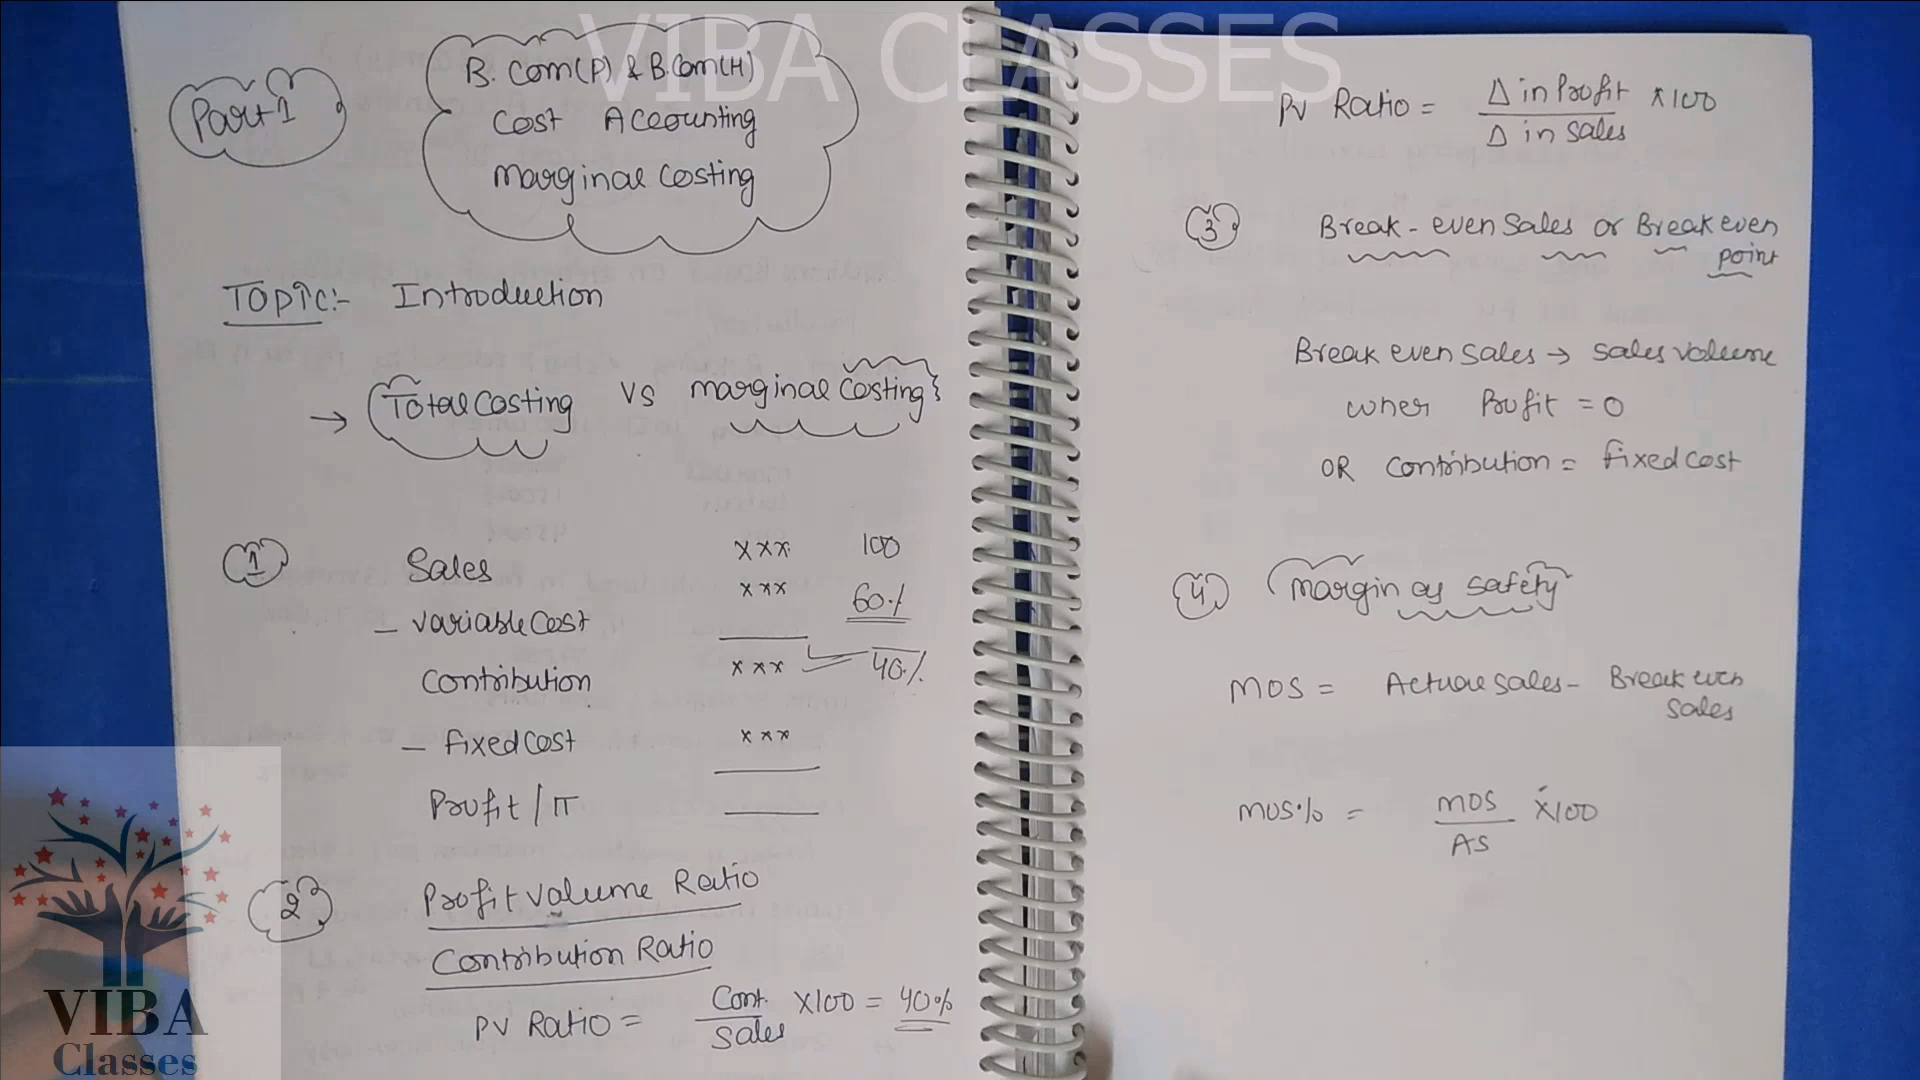 VIBA CLASSES
Part 1
B. Com(P) & B.Com(H)
Cost Accounting
Marginal Costing
TOPIC:- Introduction
→ Total Costing VS Marginal Costing
1
Sales xxx 100
- Variable Cost xxx 60%
Contribution xxx 40%
- Fixed Cost xxx
Profit / π
2
Profit Volume Ratio
Contribution Ratio
PV Ratio = Cont. / Sales x100 = 40%
PV Ratio = Δ in Profit / Δ in Sales x100
3 Break-even Sales or Break even point
Break even Sales → Sales volume
when Profit = 0
OR Contribution = Fixed Cost
4 Margin of Safety
MOS = Actual Sales - Break even Sales
MOS% = MOS / AS x100
VIBA
Classes